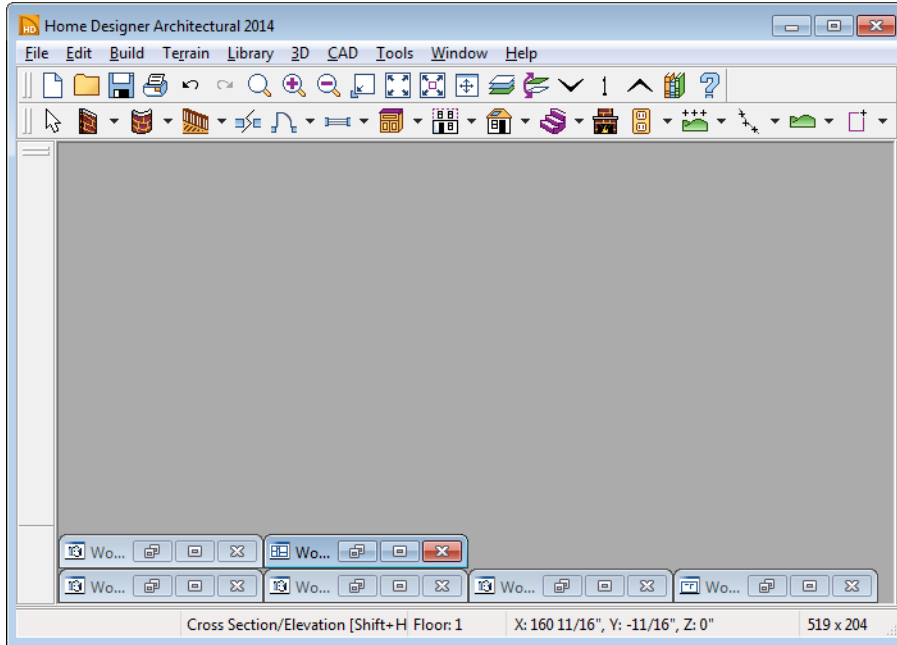 Home Designer Architectural 2014
File Edit Build Terrain Library 3D CAD Tools Window Help
1
Wo... Wo...
Wo... Wo... Wo... Wo...
Cross Section/Elevation [Shift+H Floor: 1 X: 160 11/16", Y: -11/16", Z: 0" 519 x 204